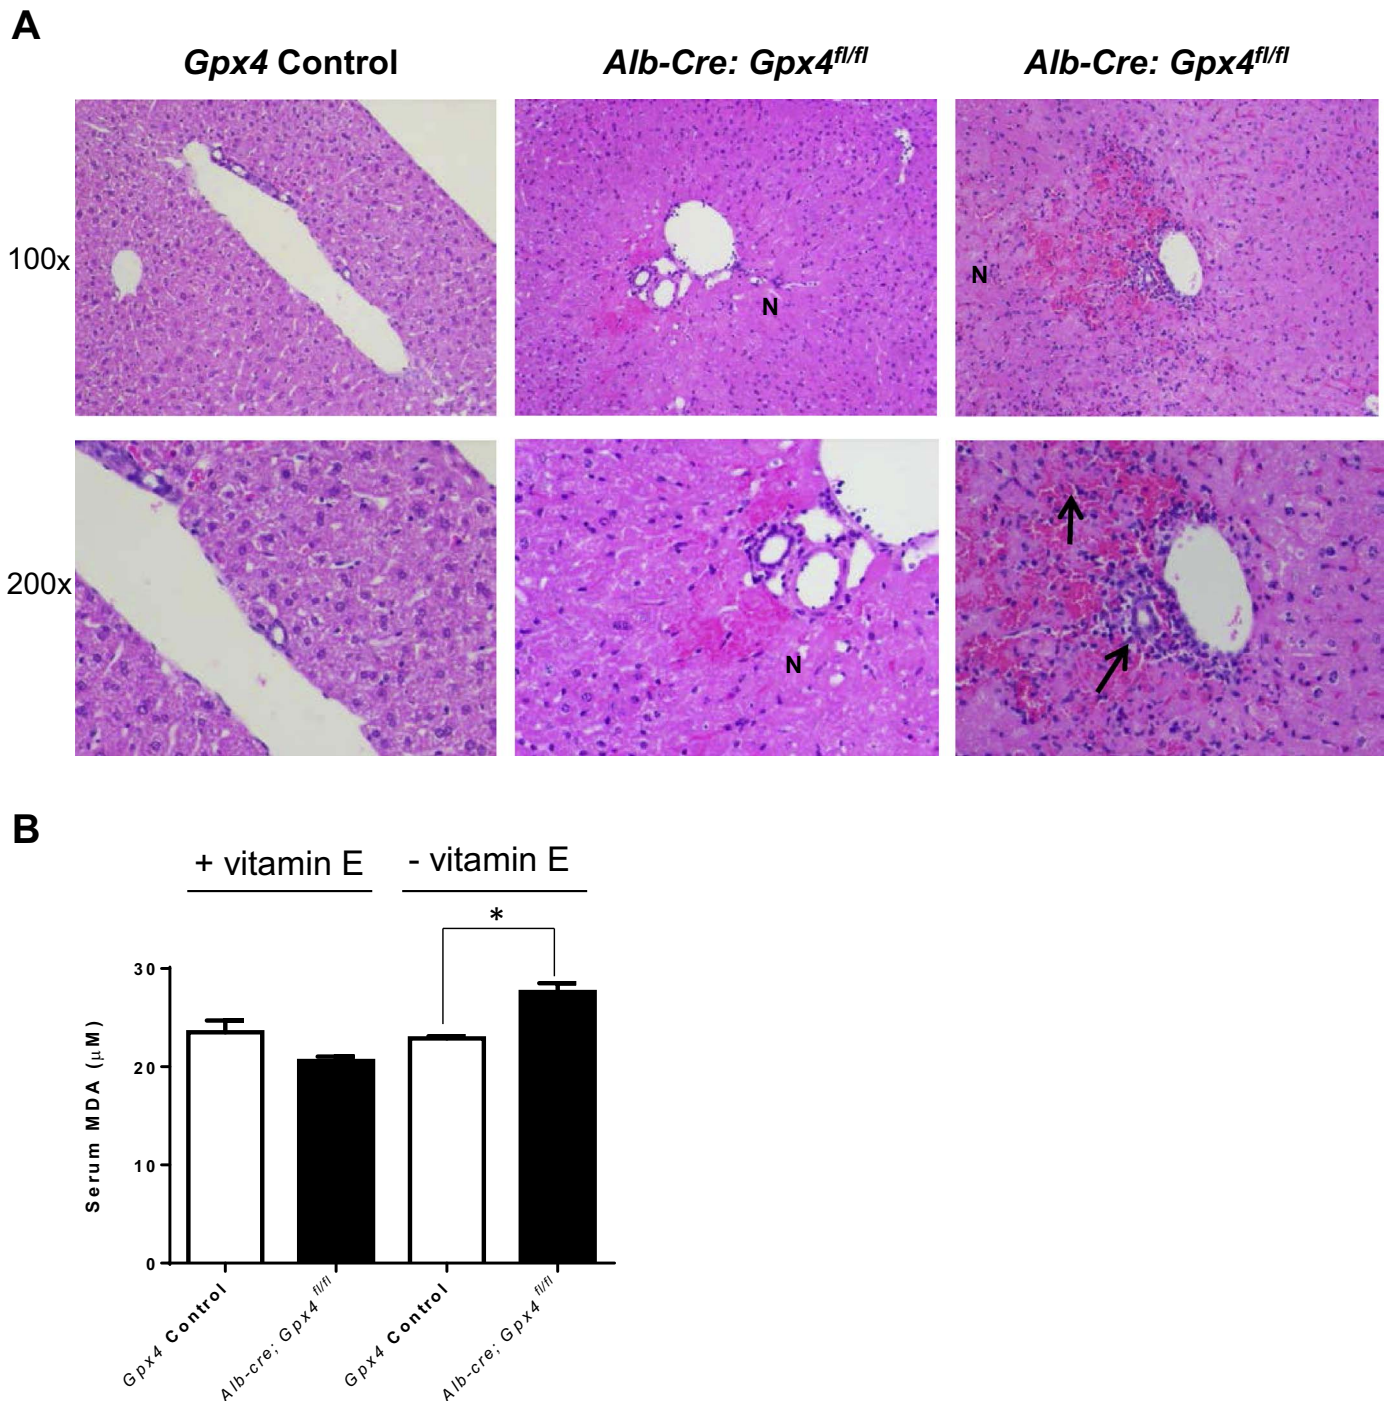 A
Gpx4 Control
Alb-Cre: Gpx4fl/fl
Alb-Cre: Gpx4fl/fl
100x
N
N
200x
N
B
+ vitamin E
- vitamin E
*
30
20
10
0
Serum MDA (μM)
Gpx4 Control
Alb-cre; Gpx4 fl/fl
Gpx4 Control
Alb-cre; Gpx4 fl/fl